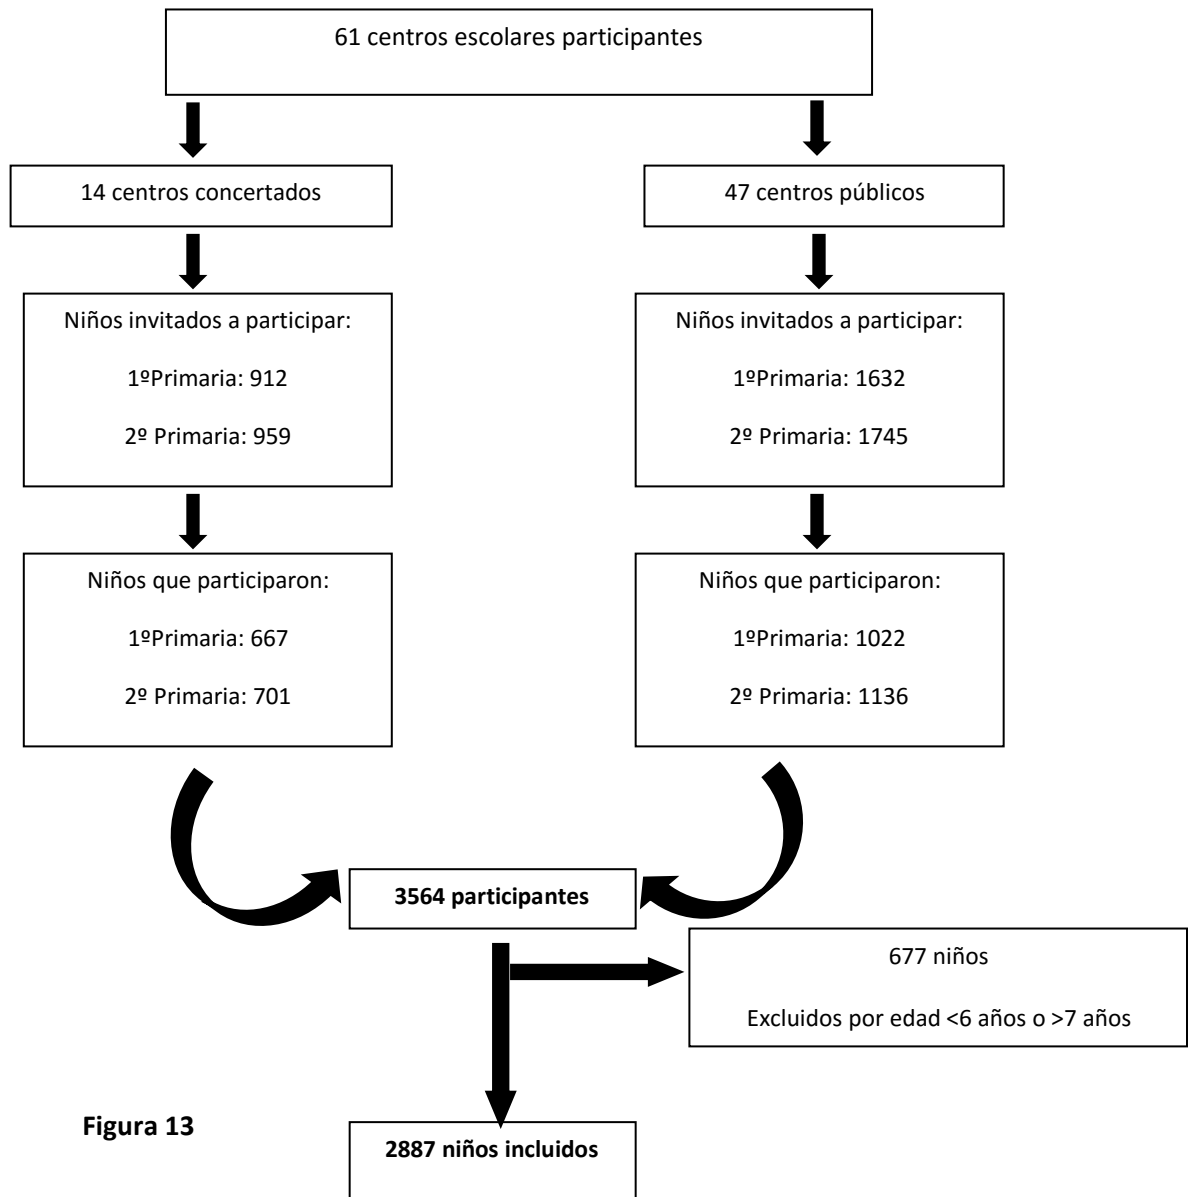 61 centros escolares participantes
14 centros concertados
47 centros públicos
Niños invitados a participar:
1ºPrimaria: 912
2º Primaria: 959
Niños invitados a participar:
1ºPrimaria: 1632
2º Primaria: 1745
Niños que participaron:
1ºPrimaria: 667
2º Primaria: 701
Niños que participaron:
1ºPrimaria: 1022
2º Primaria: 1136
3564 participantes
677 niños
Excluidos por edad <6 años o >7 años
Figura 13
2887 niños incluidos